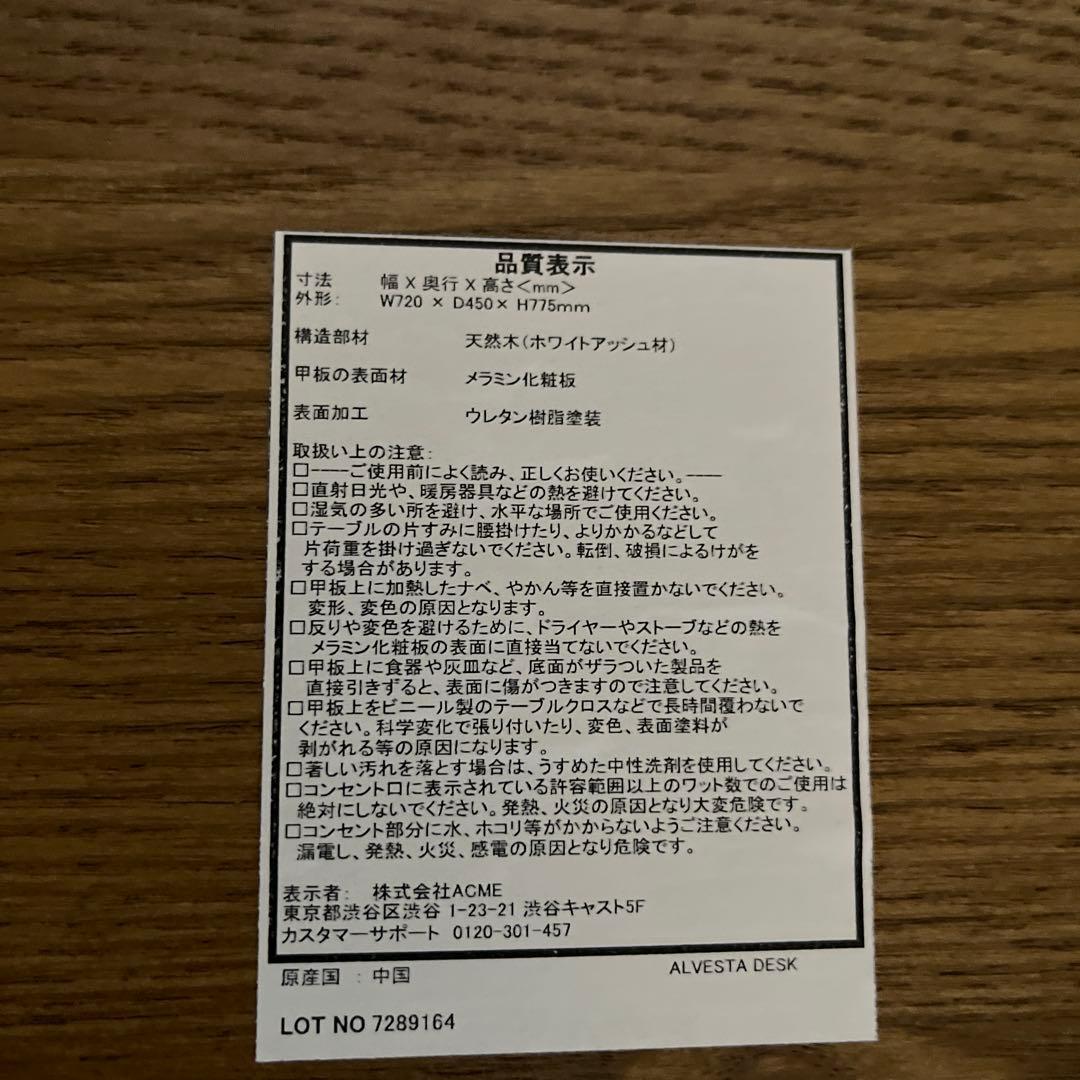 品質表示
寸法 幅 X 奥行 X 高さ<mm>
外形: W720 × D450× H775mm
構造部材 天然木(ホワイトアッシュ材)
甲板の表面材 メラミン化粧板
表面加工 ウレタン樹脂塗装
取扱い上の注意:
□----ご使用前によく読み、正しくお使いください。----
□直射日光や、暖房器具などの熱を避けてください。
□湿気の多い所を避け、水平な場所でご使用ください。
□テーブルの片すみに腰掛けたり、よりかかるなどして
片荷重を掛け過ぎないでください。転倒、破損によるけがを
する場合があります。
□甲板上に加熱したナベ、やかん等を直接置かないでください。
変形、変色の原因となります。
□反りや変色を避けるために、ドライヤーやストーブなどの熱を
メラミン化粧板の表面に直接当てないでください。
□甲板上に食器や灰皿など、底面がザラついた製品を
直接引きずると、表面に傷がつきますので注意してください。
□甲板上をビニール製のテーブルクロスなどで長時間覆わないで
ください。科学変化で張り付いたり、変色、表面塗料が
剥がれる等の原因になります。
□著しい汚れを落とす場合は、うすめた中性洗剤を使用してください。
□コンセント口に表示されている許容範囲以上のワット数でのご使用は
絶対にしないでください。発熱、火災の原因となり大変危険です。
□コンセント部分に水、ホコリ等がかからないようご注意ください。
漏電し、発熱、火災、感電の原因となり危険です。
表示者: 株式会社ACME
東京都渋谷区渋谷 1-23-21 渋谷キャスト5F
カスタマーサポート 0120-301-457
原産国 : 中国 ALVESTA DESK
LOT NO 7289164